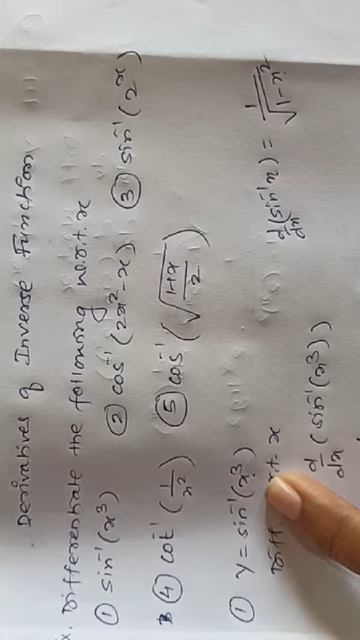 Derivatives of Inverse Function
x. Differentiate the following w.r.t. x
① sin⁻¹(x³) ② cos⁻¹(2x²-x) ③ sin⁻¹(2ˣ)
④ cot⁻¹(1/x²) ⑤ cos⁻¹(√(1+x/2))
① y = sin⁻¹(x³) d/dx(sin⁻¹x) = 1/√(1-x²)
Diff. w.r.t. x
d/dx (sin⁻¹(x³))